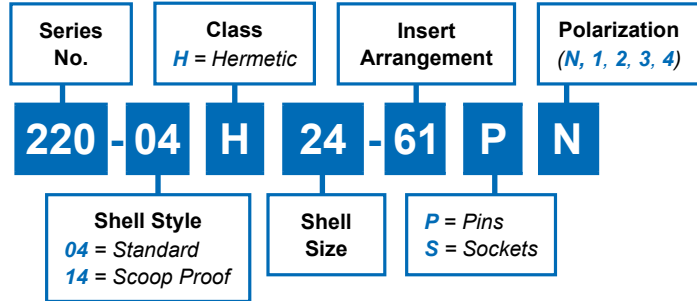 Series
No.
Class
H = Hermetic
Insert
Arrangement
Polarization
(N, 1, 2, 3, 4)
220 - 04 H 24 - 61 P N
Shell Style
04 = Standard
14 = Scoop Proof
Shell
Size
P = Pins
S = Sockets